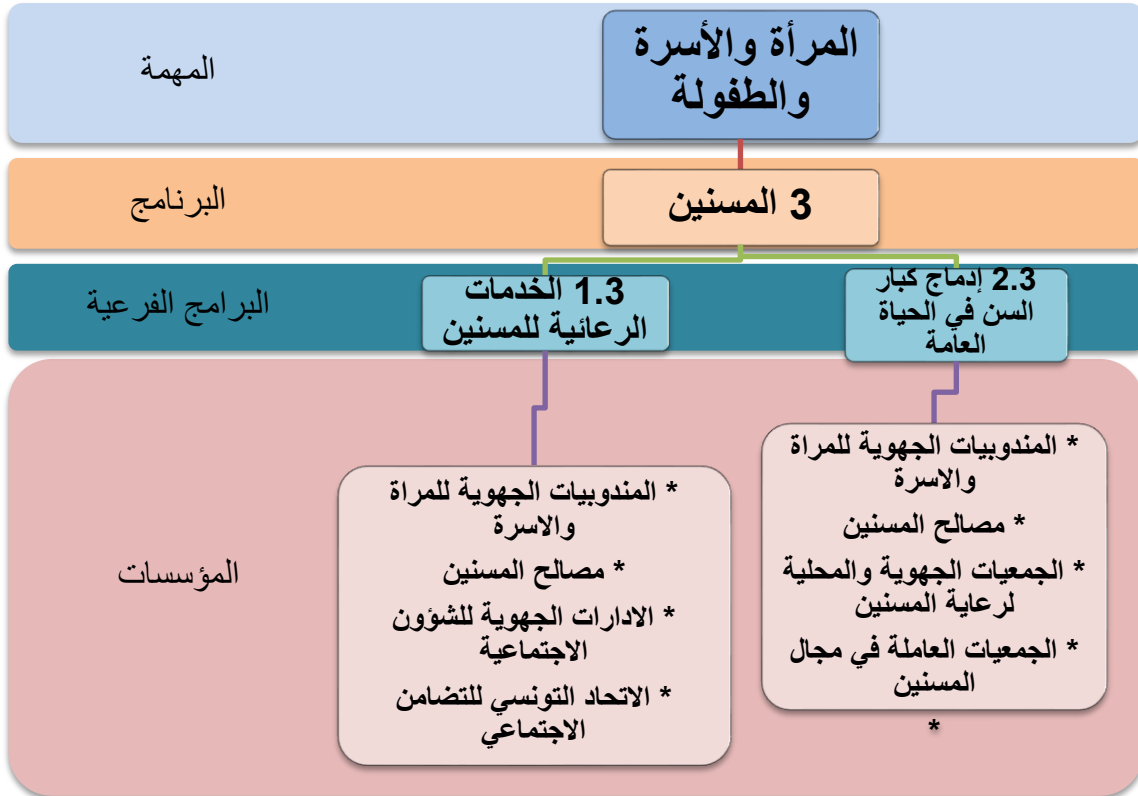 المهمة
المرأة والأسرة
والطفولة
البرنامج
3 المسنين
البرامج الفرعية
1.3 الخدمات
الرعائية للمسنين
2.3 إدماج كبار
السن في الحياة
العامة
المؤسسات
* المندوبيات الجهوية للمراة
والاسرة
* مصالح المسنين
* الادارات الجهوية للشؤون
الاجتماعية
* الاتحاد التونسي للتضامن
الاجتماعي
* المندوبيات الجهوية للمراة
والاسرة
* مصالح المسنين
* الجمعيات الجهوية والمحلية
لرعاية المسنين
* الجمعيات العاملة في مجال
المسنين
*